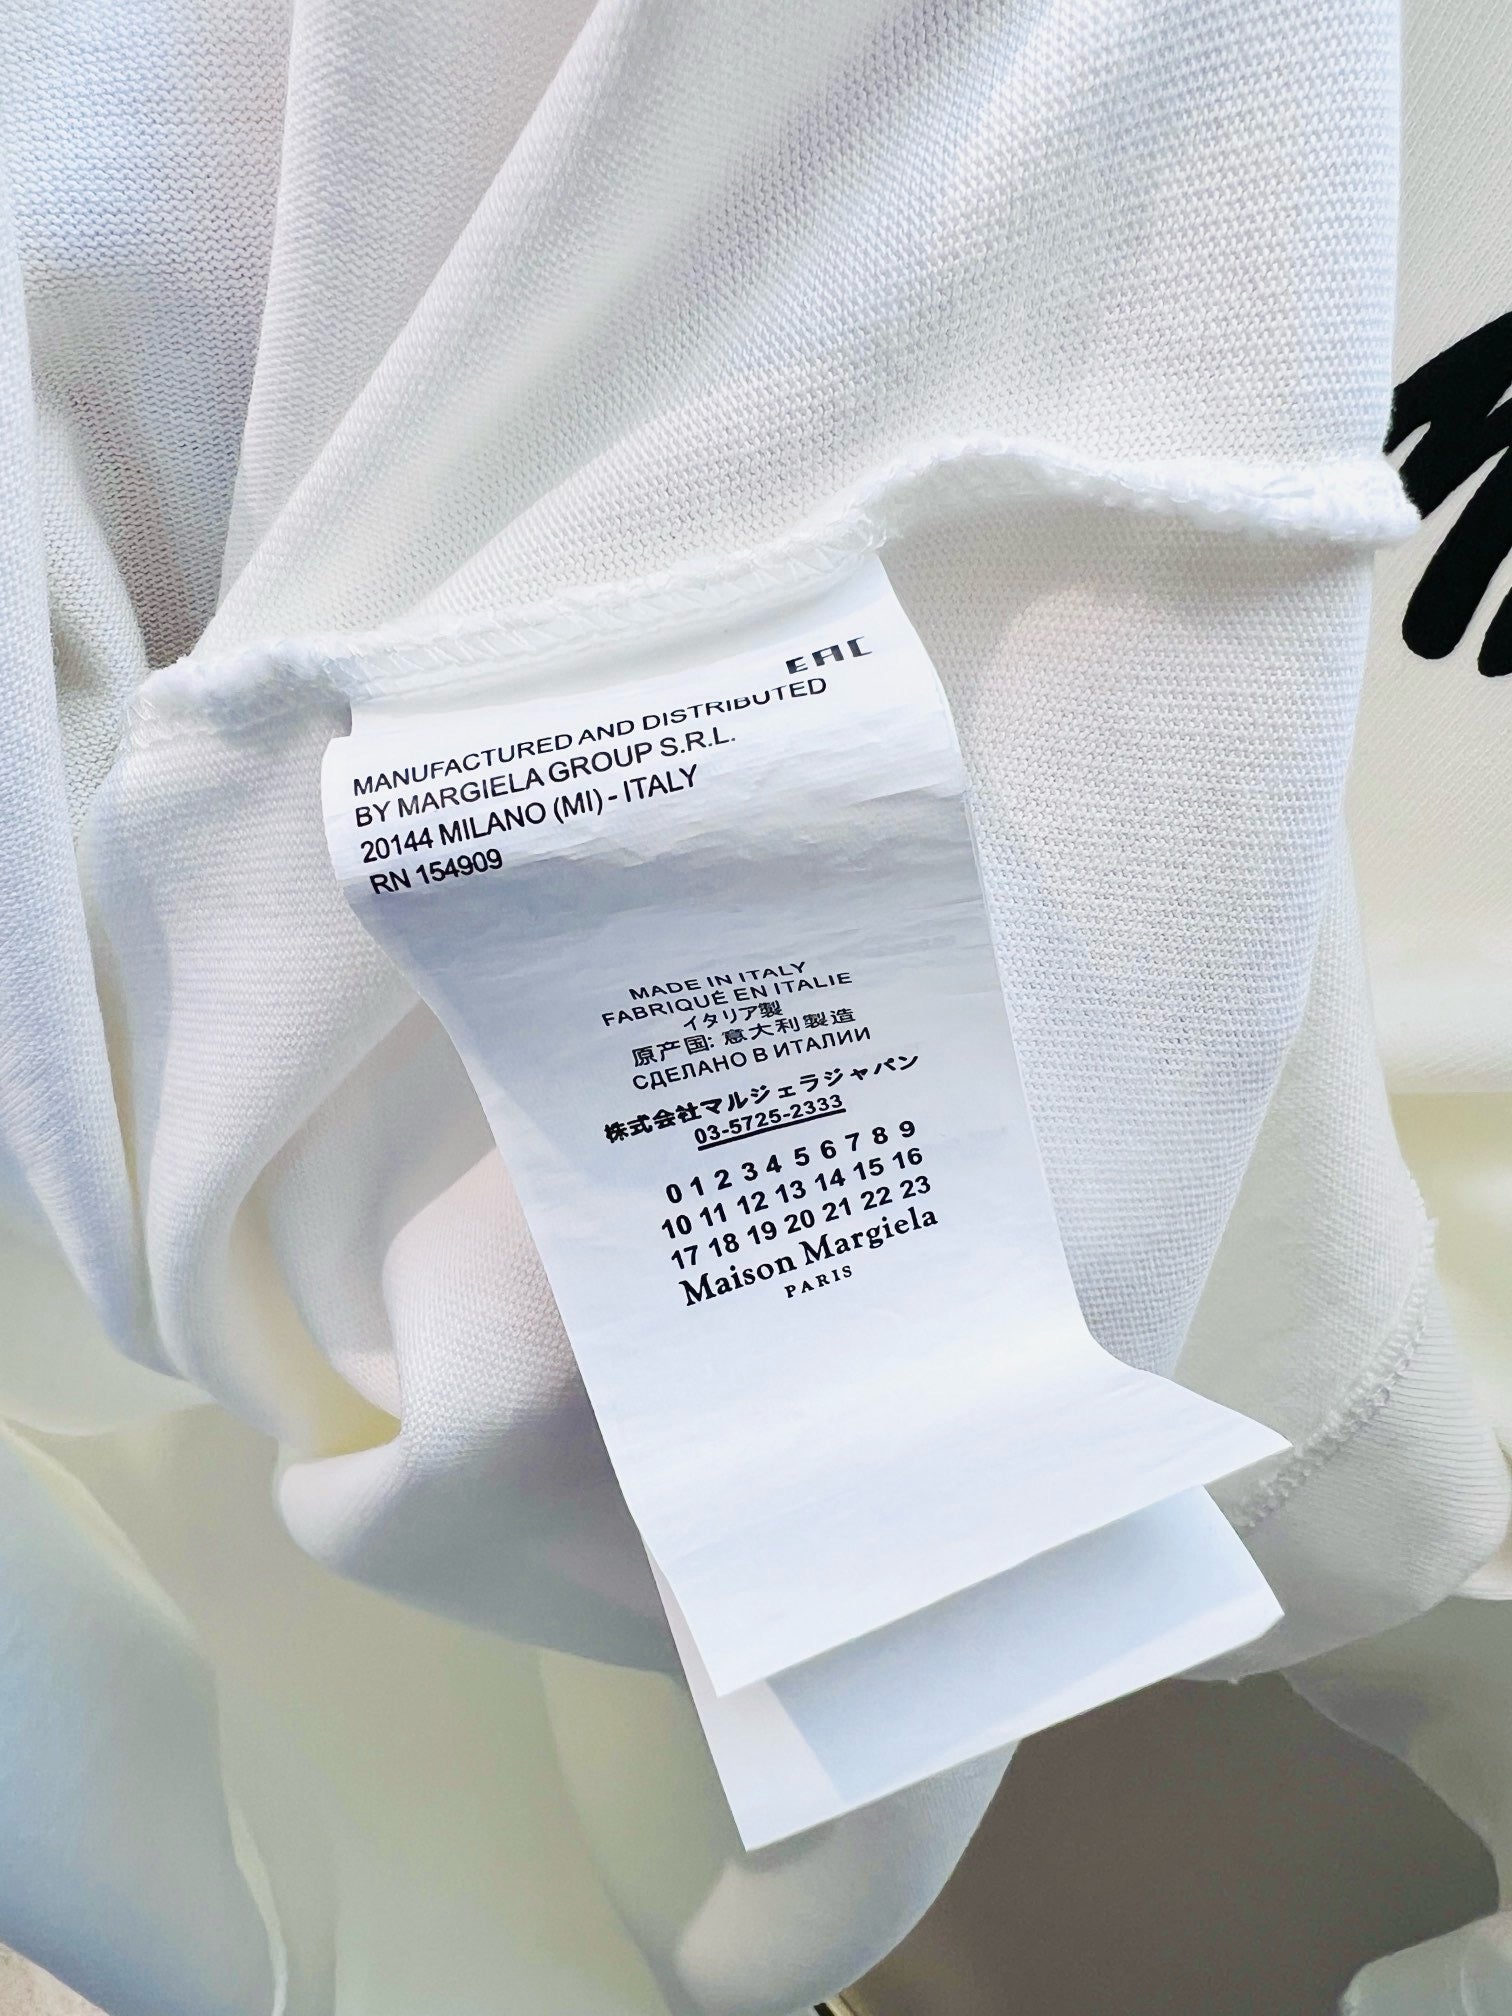 EAC
MANUFACTURED AND DISTRIBUTED
BY MARGIELA GROUP S.R.L.
20144 MILANO (MI) - ITALY
RN 154909
MADE IN ITALY
FABRIQUÉ EN ITALIE
イタリア製
原产国: 意大利製造
СДЕЛАНО В ИТАЛИИ
株式会社マルジェラジャパン
03-5725-2333
0 1 2 3 4 5 6 7 8 9
10 11 12 13 14 15 16
17 18 19 20 21 22 23
Maison Margiela
PARIS